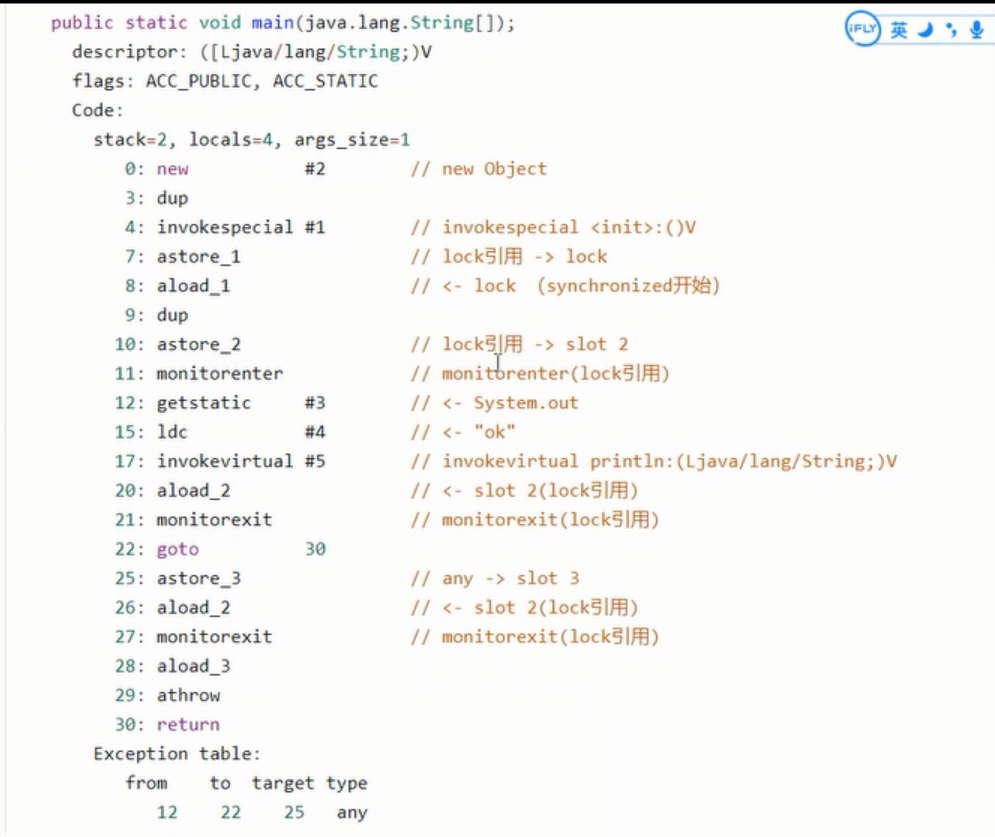 public static void main(java.lang.String[]);
iFLY 英
descriptor: ([Ljava/lang/String;)V
flags: ACC_PUBLIC, ACC_STATIC
Code:
stack=2, locals=4, args_size=1
0: new #2 // new Object
3: dup
4: invokespecial #1 // invokespecial <init>:()V
7: astore_1 // lock引用 -> lock
8: aload_1 // <- lock （synchronized开始）
9: dup
10: astore_2 // lock引用 -> slot 2
11: monitorenter // monitorenter(lock引用)
12: getstatic #3 // <- System.out
15: ldc #4 // <- "ok"
17: invokevirtual #5 // invokevirtual println:(Ljava/lang/String;)V
20: aload_2 // <- slot 2(lock引用)
21: monitorexit // monitorexit(lock引用)
22: goto 30
25: astore_3 // any -> slot 3
26: aload_2 // <- slot 2(lock引用)
27: monitorexit // monitorexit(lock引用)
28: aload_3
29: athrow
30: return
Exception table:
from to target type
12 22 25 any